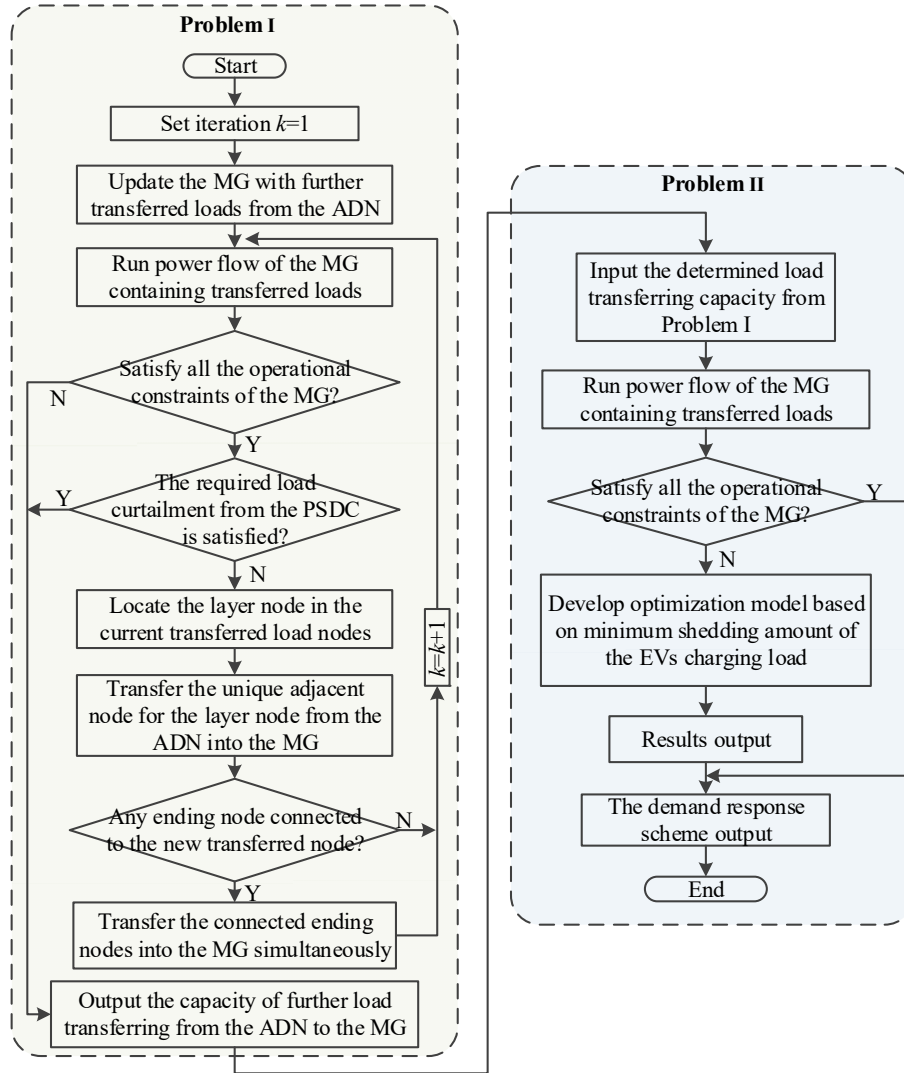 Problem I
Start
Set iteration k=1
Update the MG with further
transferred loads from the ADN
Run power flow of the MG
containing transferred loads
Satisfy all the operational
constraints of the MG?
N
Y
The required load
curtailment from the PSDC
is satisfied?
Y
N
Locate the layer node in the
current transferred load nodes
k=k+1
Transfer the unique adjacent
node for the layer node from the
ADN into the MG
Any ending node connected
to the new transferred node?
N
Y
Transfer the connected ending
nodes into the MG simultaneously
Output the capacity of further load
transferring from the ADN to the MG
Problem II
Input the determined load
transferring capacity from
Problem I
Run power flow of the MG
containing transferred loads
Satisfy all the operational
constraints of the MG?
Y
N
Develop optimization model based
on minimum shedding amount of
the EVs charging load
Results output
The demand response
scheme output
End